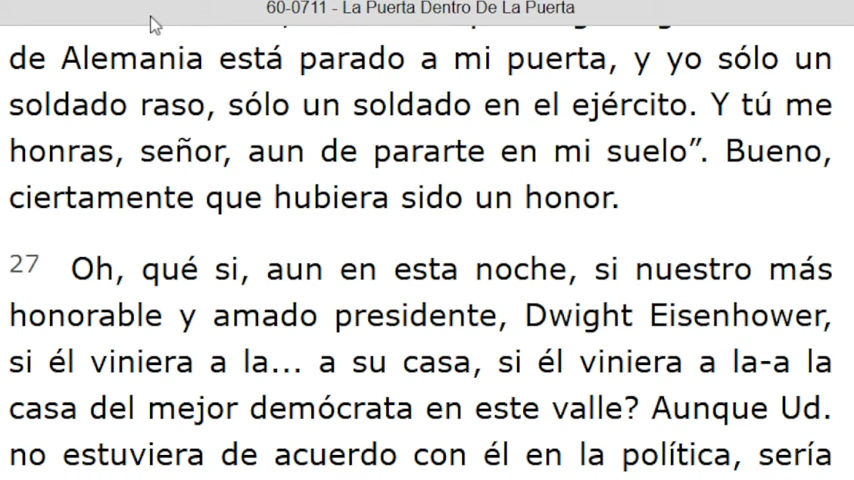 60-0711 - La Puerta Dentro De La Puerta
de Alemania está parado a mi puerta, y yo sólo un
soldado raso, sólo un soldado en el ejército. Y tú me
honras, señor, aun de pararte en mi suelo”. Bueno,
ciertamente que hubiera sido un honor.
27 Oh, qué si, aun en esta noche, si nuestro más
honorable y amado presidente, Dwight Eisenhower,
si él viniera a la... a su casa, si él viniera a la-a la
casa del mejor demócrata en este valle? Aunque Ud.
no estuviera de acuerdo con él en la política, sería